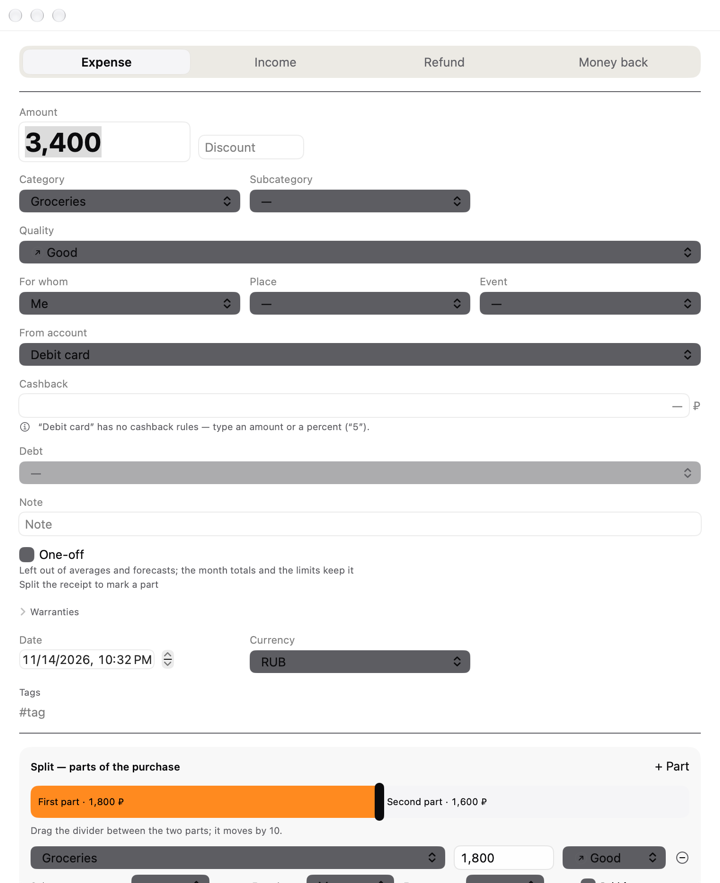 Expense Income Refund Money back
Amount
3,400 Discount
Category Subcategory
Groceries —
Quality
↗ Good
For whom Place Event
Me — —
From account
Debit card
Cashback
— ₽
“Debit card” has no cashback rules — type an amount or a percent (“5”).
Debt
—
Note
Note
One-off
Left out of averages and forecasts; the month totals and the limits keep it
Split the receipt to mark a part
Warranties
Date Currency
11/14/2026, 10:32 PM RUB
Tags
#tag
Split — parts of the purchase + Part
First part · 1,800 ₽ Second part · 1,600 ₽
Drag the divider between the two parts; it moves by 10.
Groceries 1,800 ↗ Good